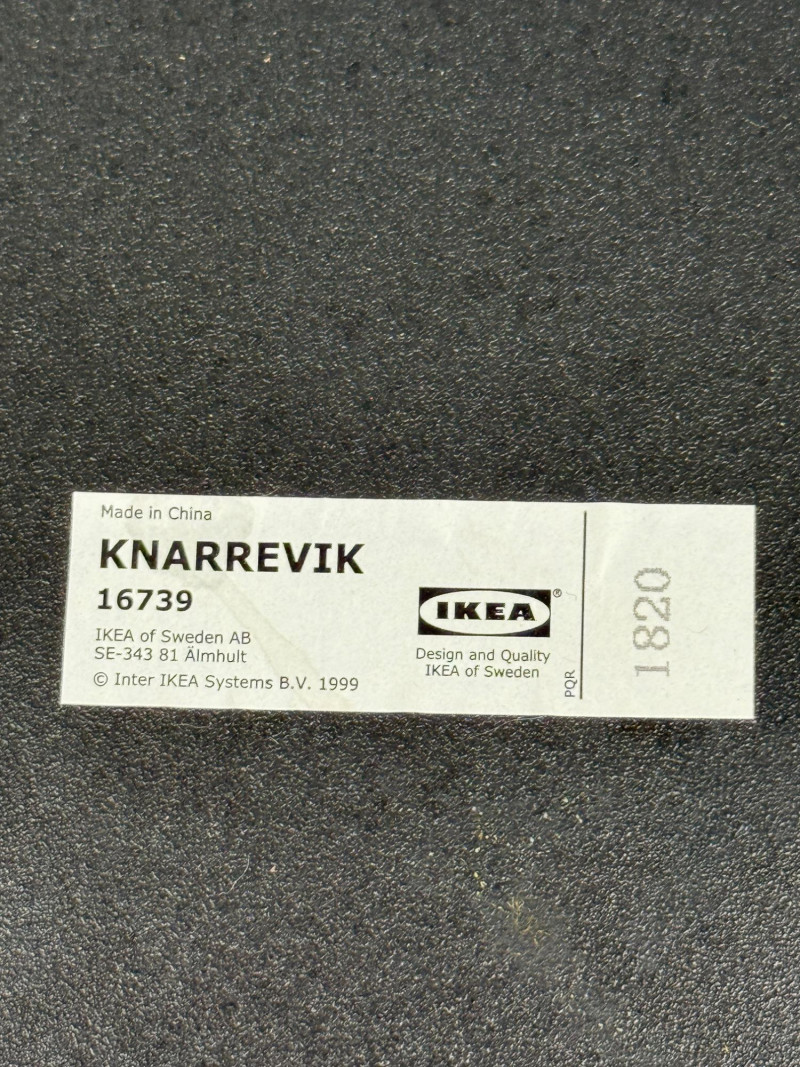 Made in China
KNARREVIK
16739
IKEA of Sweden AB
SE-343 81 Älmhult
© Inter IKEA Systems B.V. 1999
IKEA®
Design and Quality
IKEA of Sweden
PQR
1820